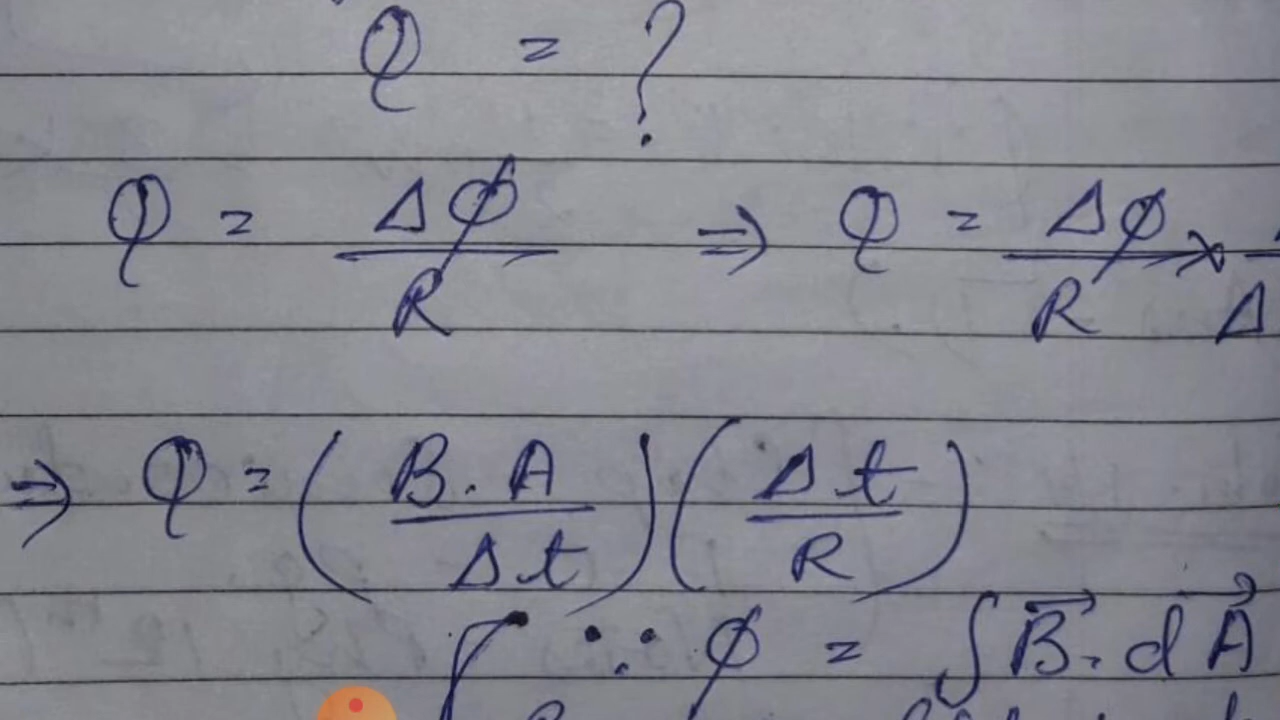 Q = ?
Q = Δφ / R ⇒ Q = Δφ / R × / Δ
⇒ Q = (B.A / Δt) (Δt / R)
∵ φ = ∫ B⃗. dA⃗